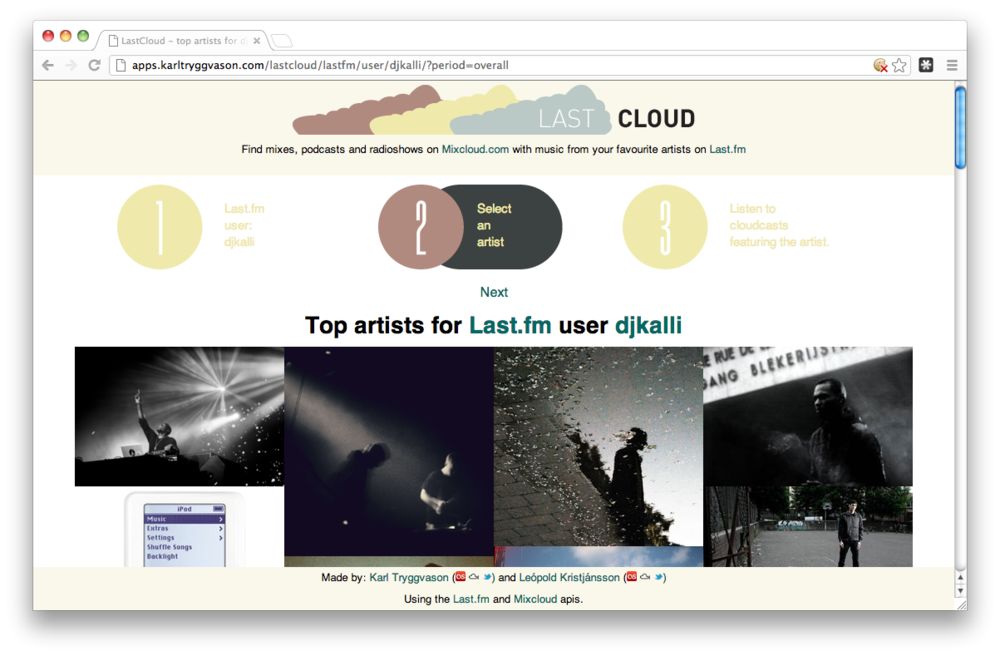 LastCloud - top artists for d
apps.karltryggvason.com/lastcloud/lastfm/user/djkalli/?period=overall
LAST CLOUD
Find mixes, podcasts and radioshows on Mixcloud.com with music from your favourite artists on Last.fm
1
Last.fm
user:
djkalli
2
Select
an
artist
3
Listen to
cloudcasts
featuring the artist.
Next
Top artists for Last.fm user djkalli
RUE DE
GANG BLEKERIJST
iPod
Music
Extras
Settings
Shuffle Songs
Backlight
Made by: Karl Tryggvason ( ) and Leópold Kristjánsson ( )
Using the Last.fm and Mixcloud apis.